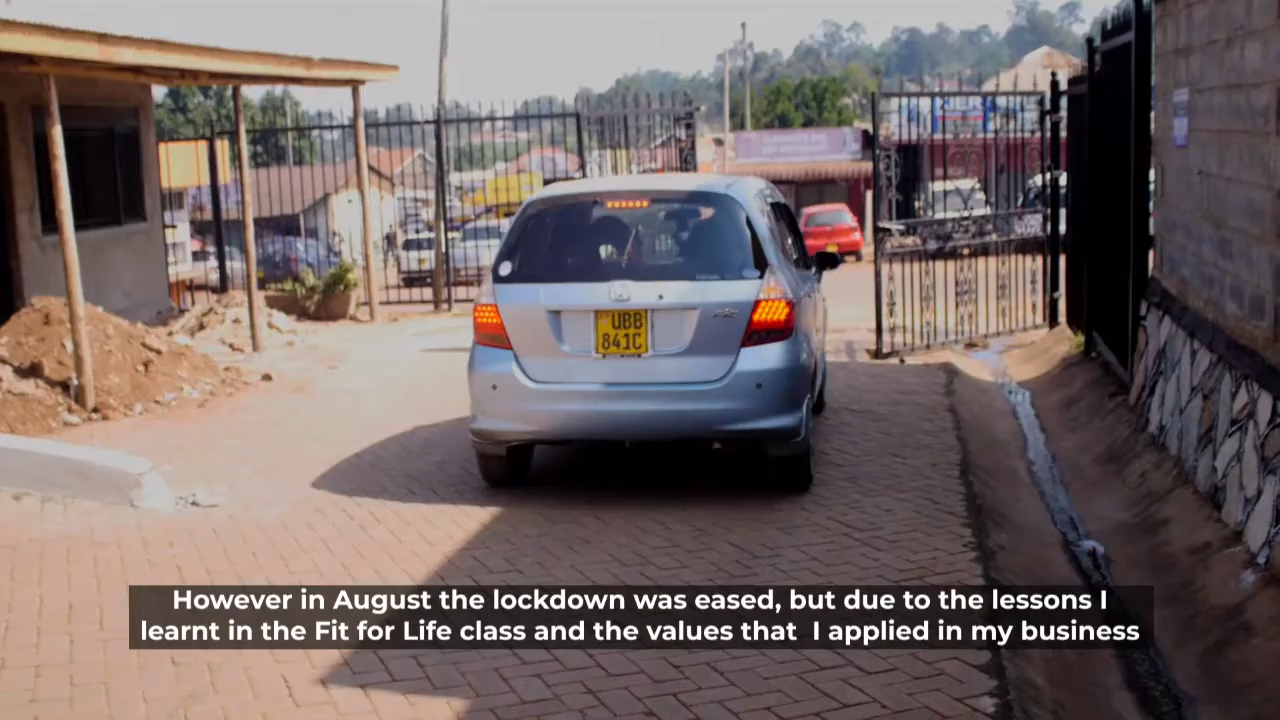 UBB
841C
However in August the lockdown was eased, but due to the lessons I
learnt in the Fit for Life class and the values that I applied in my business